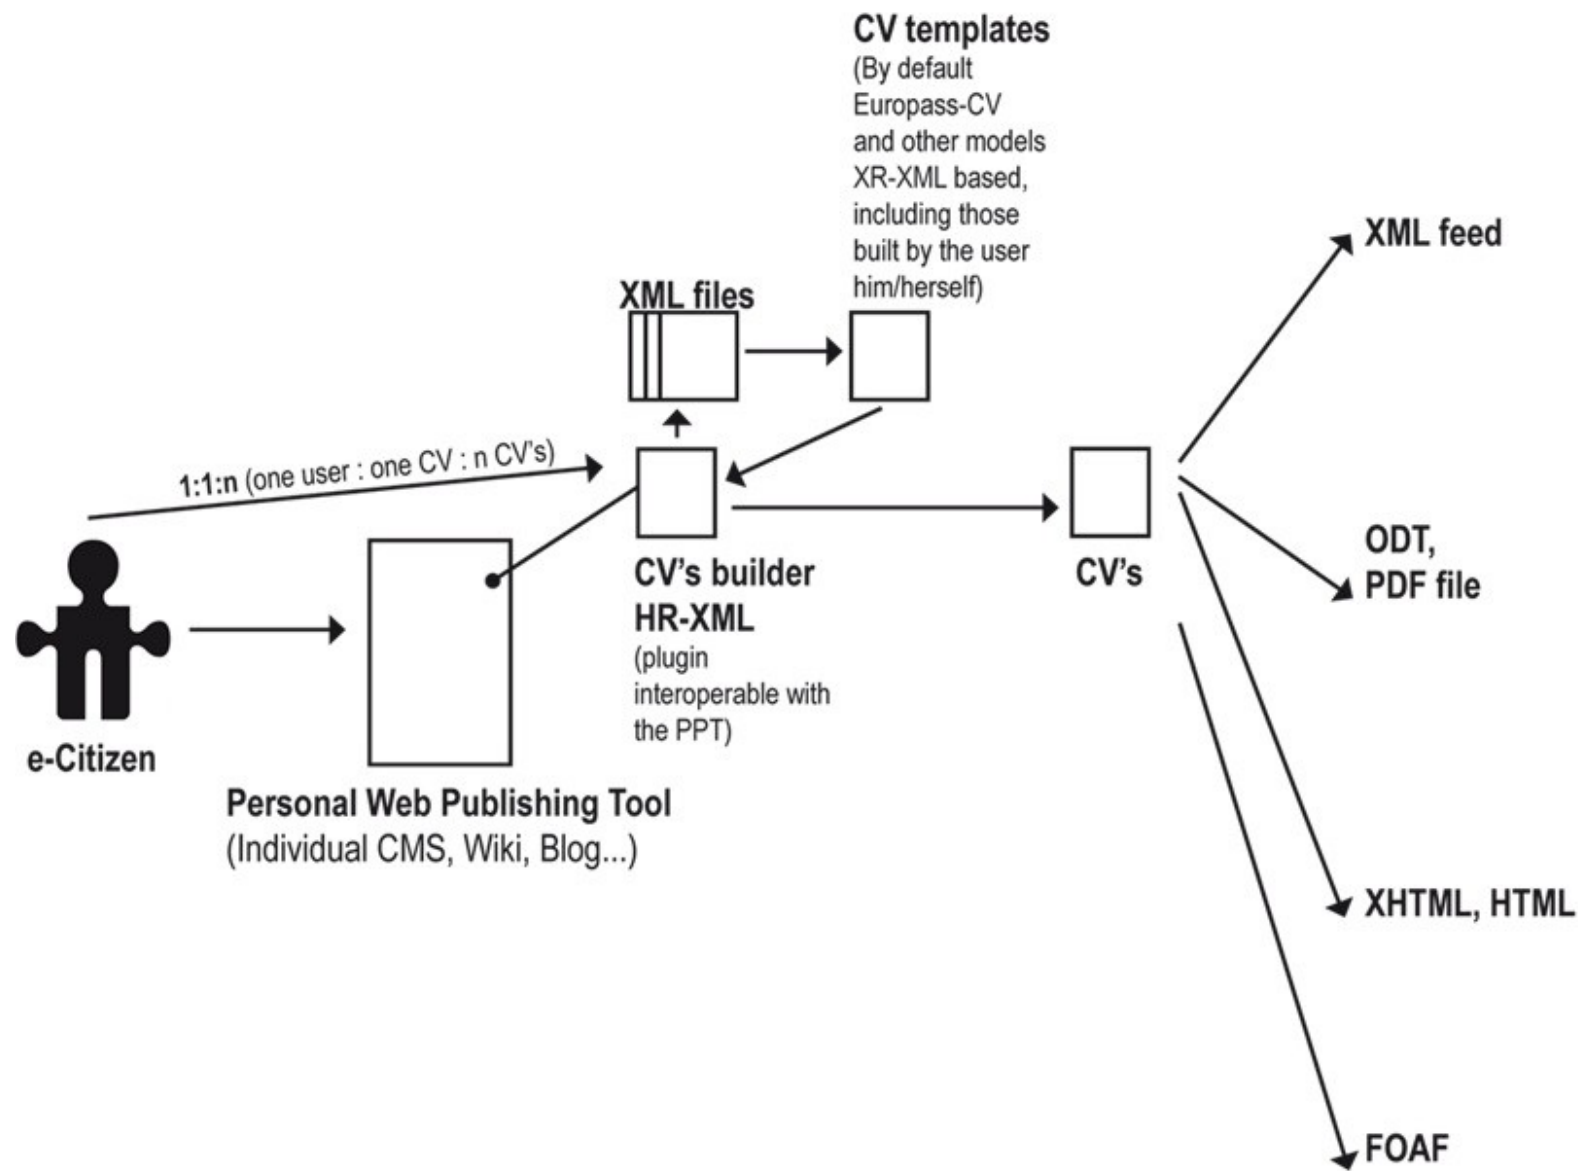 CV templates
(By default
Europass-CV
and other models
XR-XML based,
including those
built by the user
him/herself)
XML feed
XML files
1:1:n (one user : one CV : n CV's)
ODT,
PDF file
CV's builder
HR-XML
(plugin
interoperable with
the PPT)
CV's
e-Citizen
Personal Web Publishing Tool
(Individual CMS, Wiki, Blog...)
XHTML, HTML
FOAF